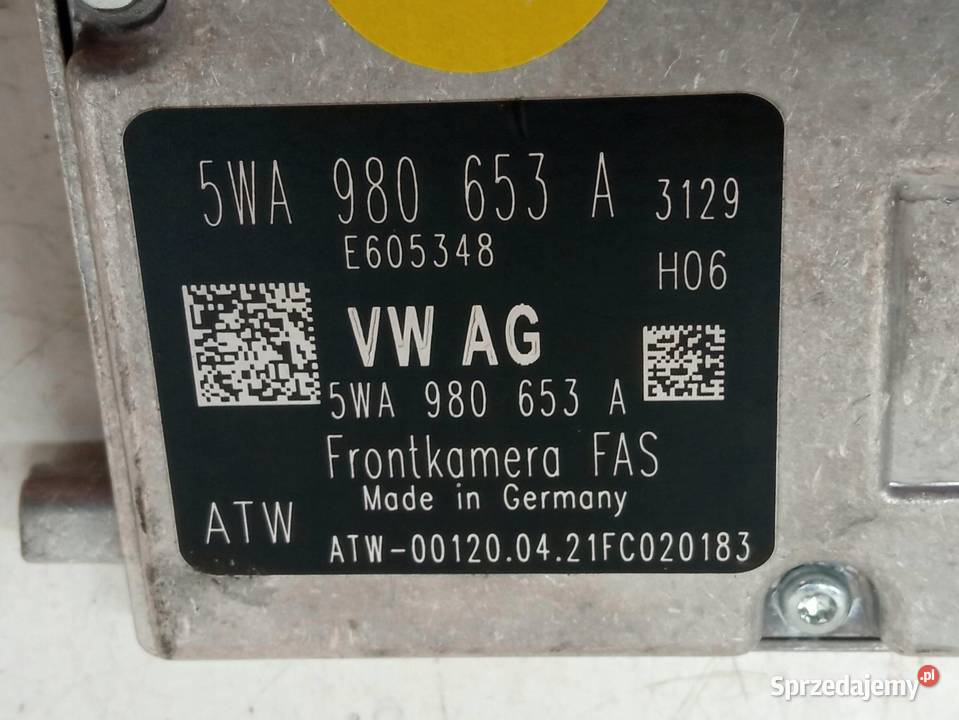 5WA 980 653 A 3129
E605348 H06
VW AG
5WA 980 653 A
Frontkamera FAS
Made in Germany
ATW
ATW-00120.04.21FC020183
Sprzedajemy.pl